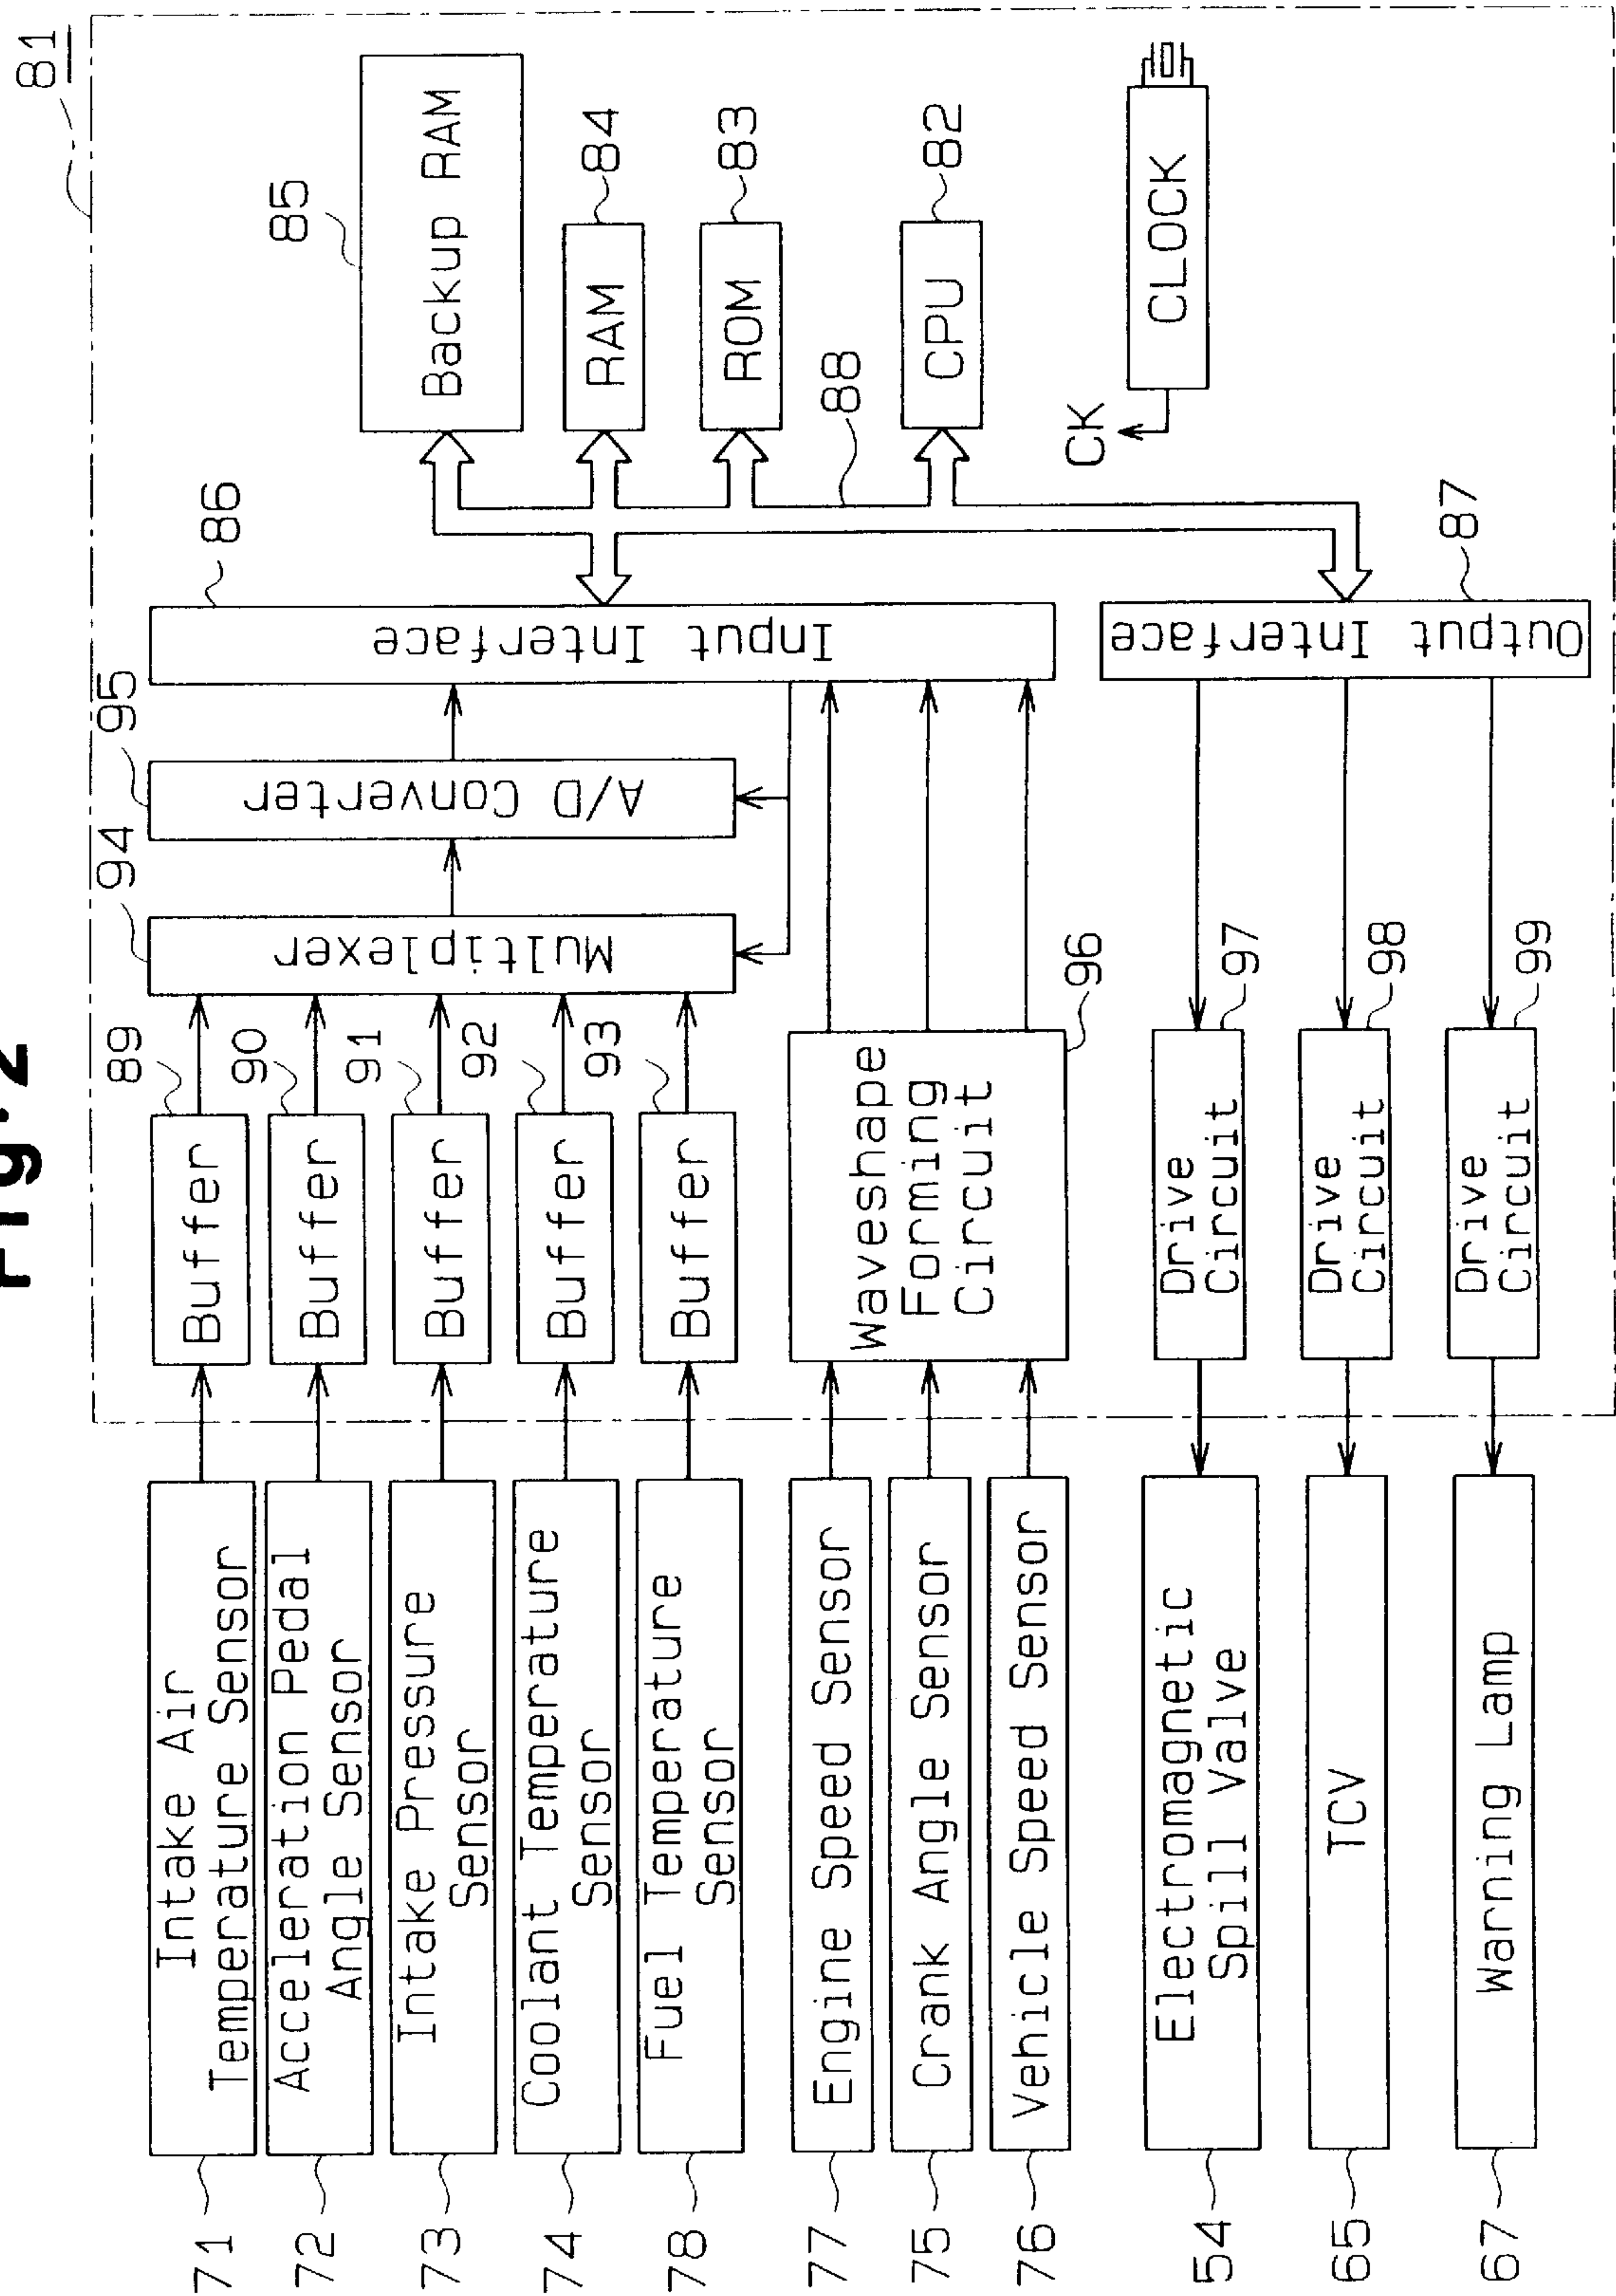 Fig. 2
81
71
Intake Air
Temperature Sensor
Buffer
89
72
Acceleration Pedal
Angle Sensor
Buffer
90
73
Intake Pressure
Sensor
Buffer
91
74
Coolant Temperature
Sensor
Buffer
92
78
Fuel Temperature
Sensor
Buffer
93
Multiplexer
94
A/D Converter
95
Input Interface
86
Backup RAM
85
RAM
84
ROM
83
CPU
82
88
CLOCK
CK
77
Engine Speed Sensor
75
Crank Angle Sensor
76
Vehicle Speed Sensor
Waveshape
Forming
Circuit
96
54
Electromagnetic
Spill Valve
Drive
Circuit
97
65
TCV
Drive
Circuit
98
67
Warning Lamp
Drive
Circuit
99
Output Interface
87